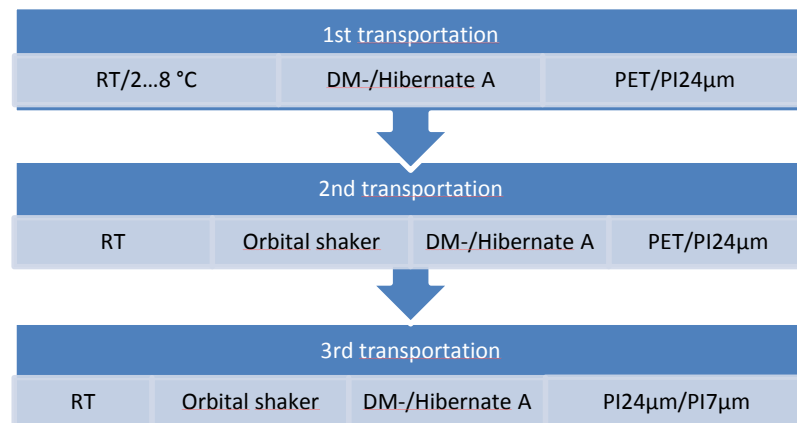 1st transportation
RT/2...8 °C DM-/Hibernate A PET/PI24µm
2nd transportation
RT Orbital shaker DM-/Hibernate A PET/PI24µm
3rd transportation
RT Orbital shaker DM-/Hibernate A PI24µm/PI7µm